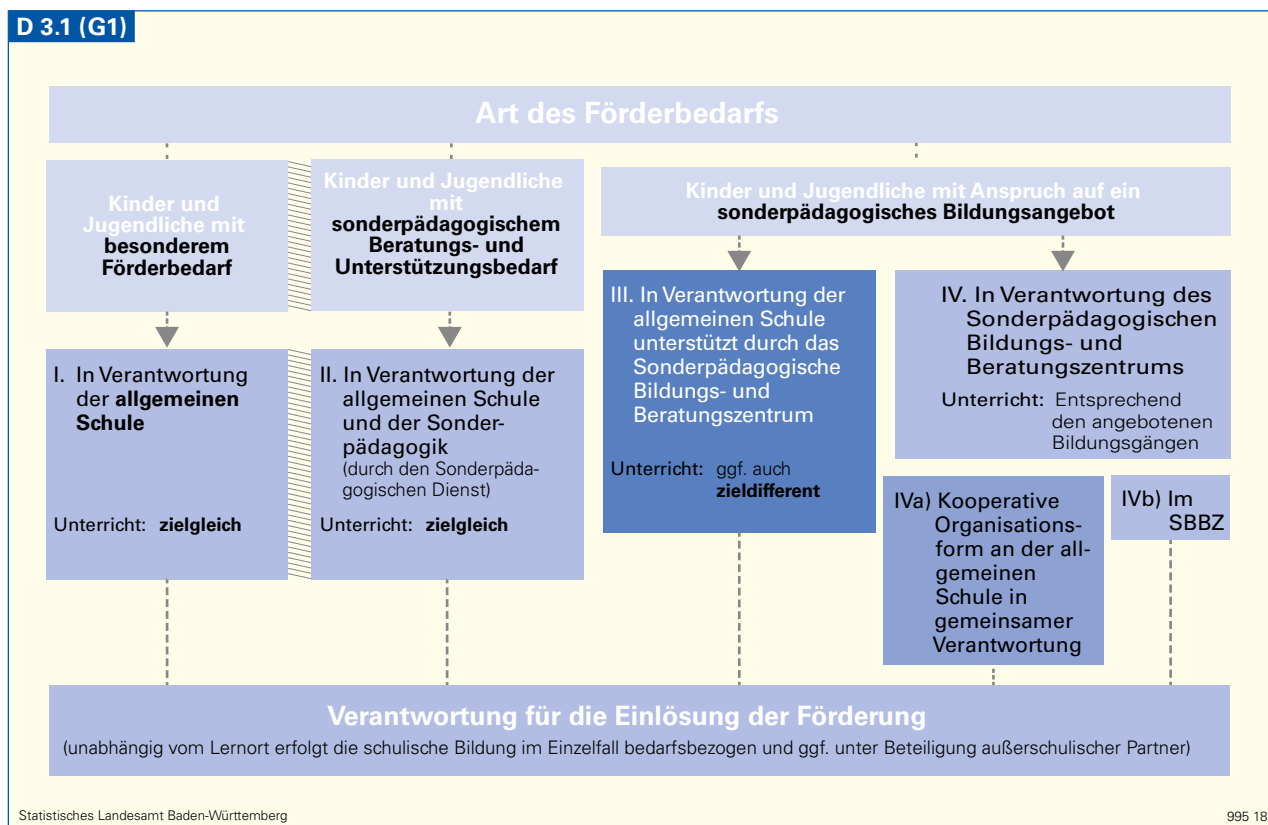 D 3.1 (G1)
Art des Förderbedarfs
Kinder und
Jugendliche mit
besonderem
Förderbedarf
Kinder und Jugendliche
mit
sonderpädagogischem
Beratungs- und
Unterstützungsbedarf
Kinder und Jugendliche mit Anspruch auf ein
sonderpädagogisches Bildungsangebot
I. In Verantwortung
der allgemeinen
Schule
Unterricht: zielgleich
II. In Verantwortung der
allgemeinen Schule
und der Sonder-
pädagogik
(durch den Sonderpäda-
gogischen Dienst)
Unterricht: zielgleich
III. In Verantwortung der
allgemeinen Schule
unterstützt durch das
Sonderpädagogische
Bildungs- und
Beratungszentrum
Unterricht: ggf. auch
zieldifferent
IV. In Verantwortung des
Sonderpädagogischen
Bildungs- und
Beratungszentrums
Unterricht: Entsprechend
den angebotenen
Bildungsgängen
IVa) Kooperative
Organisations-
form an der all-
gemeinen
Schule in
gemeinsamer
Verantwortung
IVb) Im
SBBZ
Verantwortung für die Einlösung der Förderung
(unabhängig vom Lernort erfolgt die schulische Bildung im Einzelfall bedarfsbezogen und ggf. unter Beteiligung außerschulischer Partner)
Statistisches Landesamt Baden-Württemberg
995 18